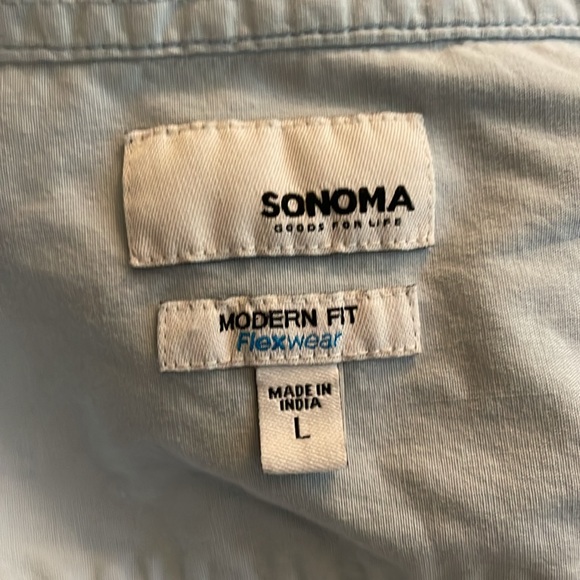 SONOMA
GOODS FOR LIFE
MODERN FIT
Flexwear
MADE IN
INDIA
L